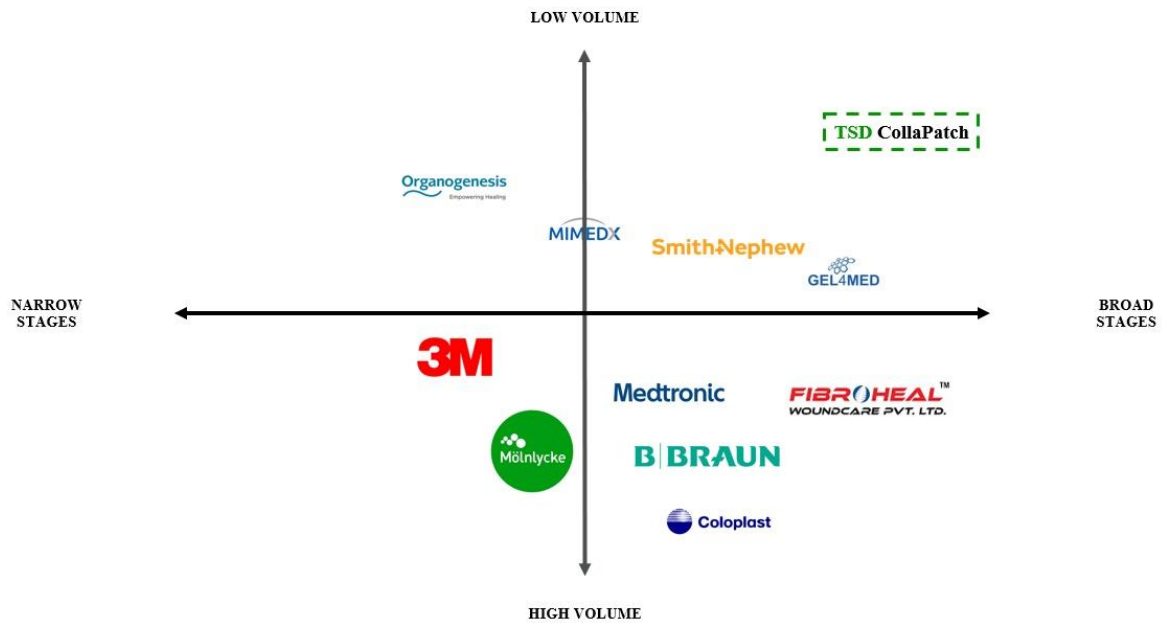 LOW VOLUME
TSD CollaPatch
Organogenesis
Empowering Healing
MIMEDX
Smith+Nephew
GEL4MED
NARROW
STAGES
BROAD
STAGES
3M
Medtronic
FIBROHEAL™
WOUNDCARE PVT. LTD.
Mölnlycke
B|BRAUN
Coloplast
HIGH VOLUME